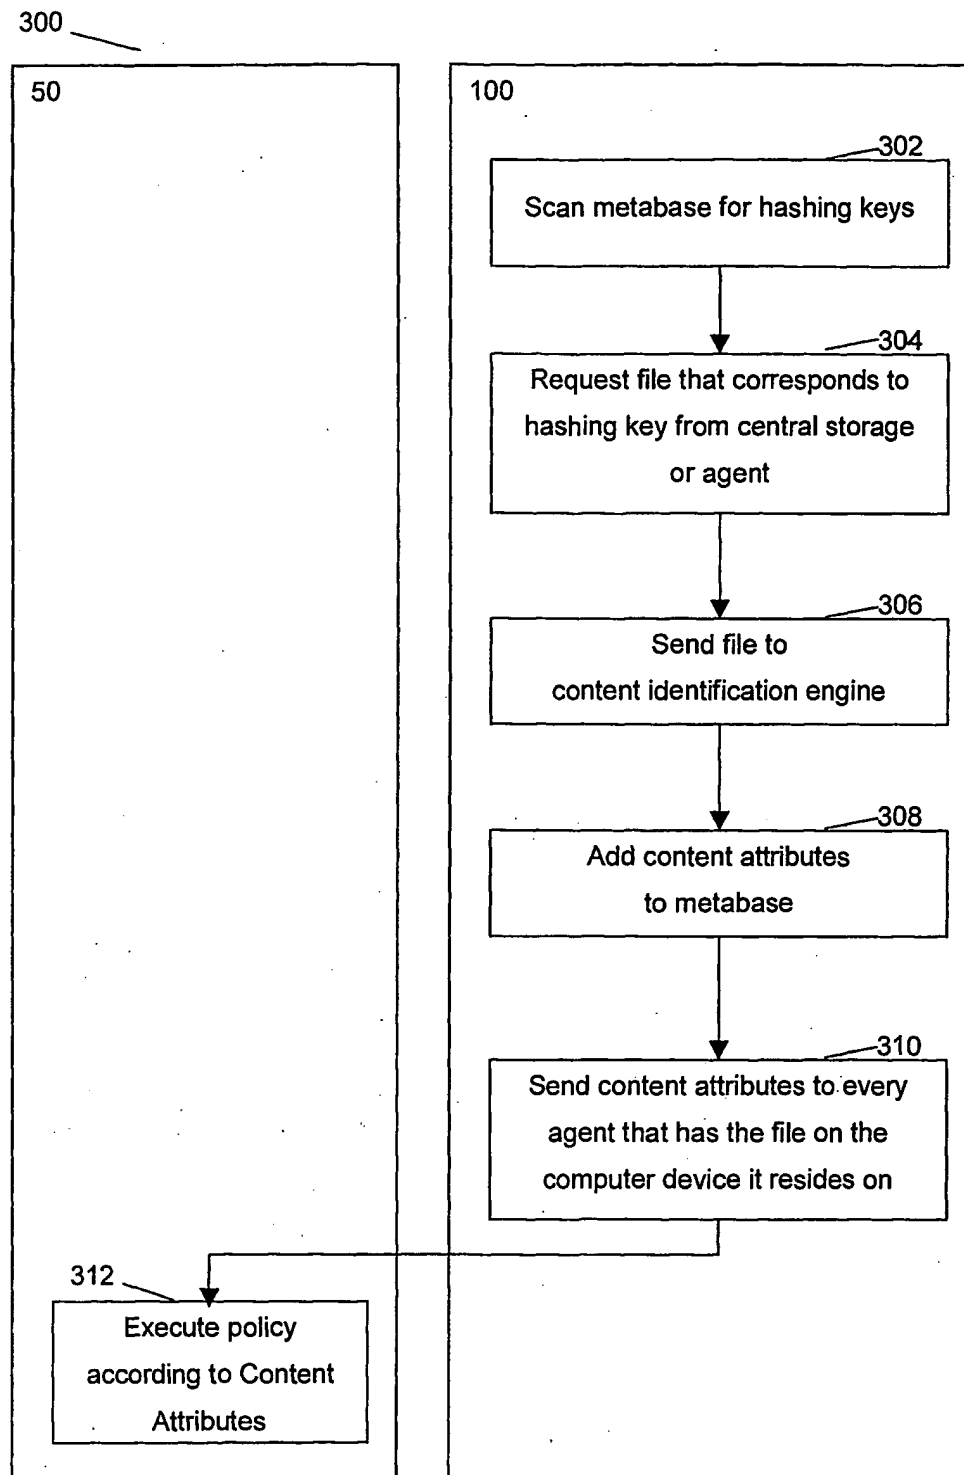 300
50
100
302
Scan metabase for hashing keys
304
Request file that corresponds to
hashing key from central storage
or agent
306
Send file to
content identification engine
308
Add content attributes
to metabase
310
Send content attributes to every
agent that has the file on the
computer device it resides on
312
Execute policy
according to Content
Attributes